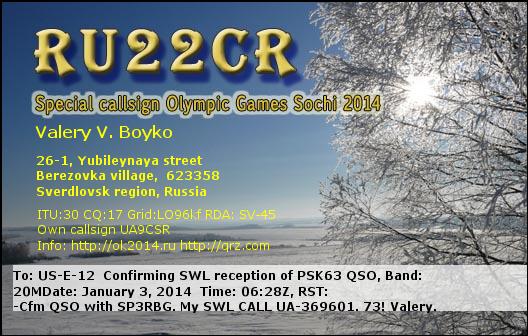 RU22CR
Special callsign Olympic Games Sochi 2014
Valery V. Boyko
26-1, Yubileynaya street
Berezovka village,  623358
Sverdlovsk region, Russia
ITU:30 CQ:17 Grid:LO96kf RDA: SV-45
Own callsign UA9CSR
Info: http://ok2014.ru http://qrz.com
To: US-E-12  Confirming SWL reception of PSK63 QSO, Band:
20MDate: January 3, 2014  Time: 06:28Z, RST:
-Cfm QSO with SP3RBG. My SWL CALL UA-369601. 73! Valery.